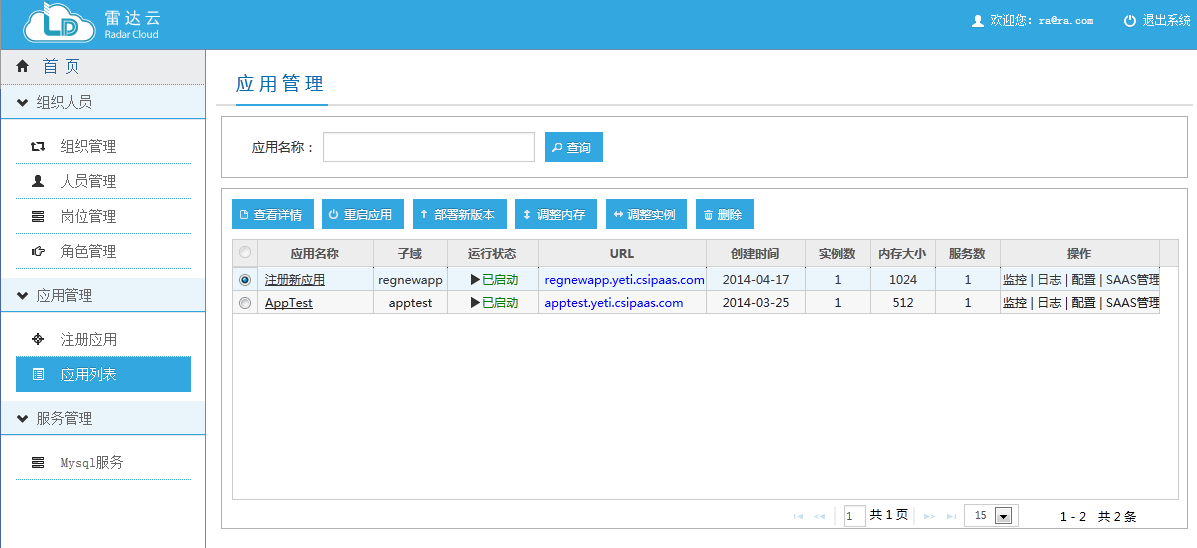 雷达云
Radar Cloud
欢迎您: ra@ra.com 退出系统
首 页
组织人员
组织管理
人员管理
岗位管理
角色管理
应用管理
注册应用
应用列表
服务管理
Mysql服务
应用管理
应用名称： 查询
查看详情 重启应用 部署新版本 调整内存 调整实例 删除
应用名称 子域 运行状态 URL 创建时间 实例数 内存大小 服务数 操作
注册新应用 regnewapp 已启动 regnewapp.yeti.csipaas.com 2014-04-17 1 1024 1 监控 | 日志 | 配置 | SAAS管理
AppTest apptest 已启动 apptest.yeti.csipaas.com 2014-03-25 1 512 1 监控 | 日志 | 配置 | SAAS管理
1 共 1 页 15 1 - 2 共 2 条